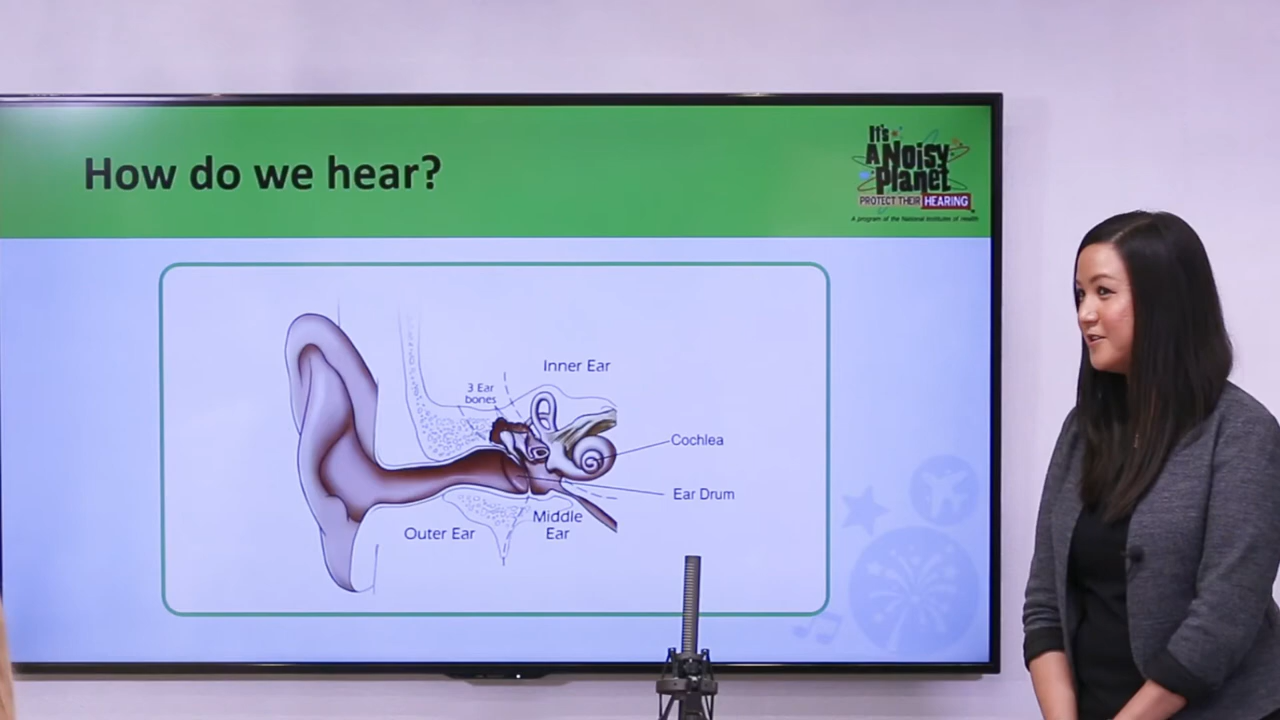 How do we hear?
It's
A Noisy
Planet
PROTECT THEIR HEARING
A program of the National Institutes of Health
Inner Ear
3 Ear
bones
Cochlea
Ear Drum
Outer Ear
Middle
Ear